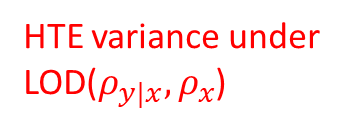 HTE variance under
LOD(ρ_{y|x}, ρ_x)